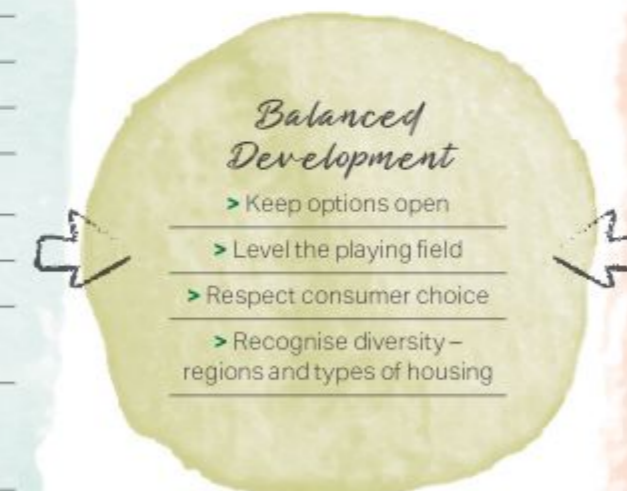 Balanced
Development
> Keep options open
> Level the playing field
> Respect consumer choice
> Recognise diversity –
regions and types of housing